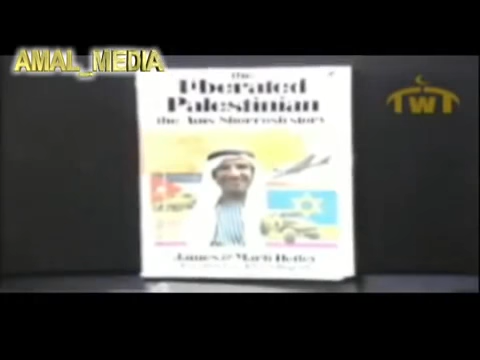 AMAL_MEDIA
the
liberated
Palestinian
the Anis Shorrosh story
TWT
James & Marti Hefley